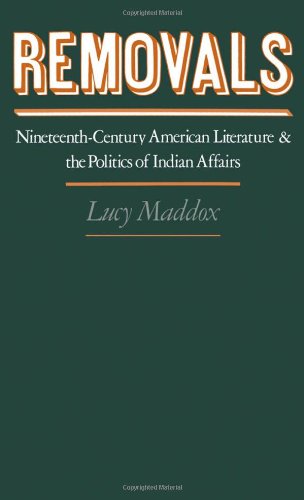 REMOVALS
Nineteenth-Century American Literature &
the Politics of Indian Affairs
Lucy Maddox